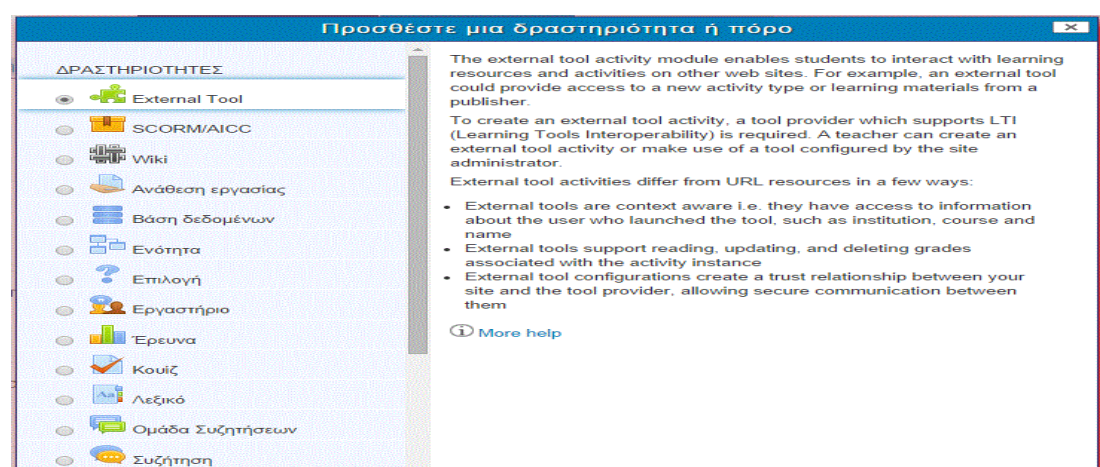 Προσθέστε μια δραστηριότητα ή πόρο
ΔΡΑΣΤΗΡΙΟΤΗΤΕΣ
External Tool
SCORM/AICC
Wiki
Ανάθεση εργασίας
Βάση δεδομένων
Ενότητα
Επιλογή
Εργαστήριο
Έρευνα
Κουίζ
Λεξικό
Ομάδα Συζητήσεων
Συζήτηση
The external tool activity module enables students to interact with learning
resources and activities on other web sites. For example, an external tool
could provide access to a new activity type or learning materials from a
publisher.
To create an external tool activity, a tool provider which supports LTI
(Learning Tools Interoperability) is required. A teacher can create an
external tool activity or make use of a tool configured by the site
administrator.
External tool activities differ from URL resources in a few ways:
• External tools are context aware i.e. they have access to information
about the user who launched the tool, such as institution, course and
name
• External tools support reading, updating, and deleting grades
associated with the activity instance
• External tool configurations create a trust relationship between your
site and the tool provider, allowing secure communication between
them
More help